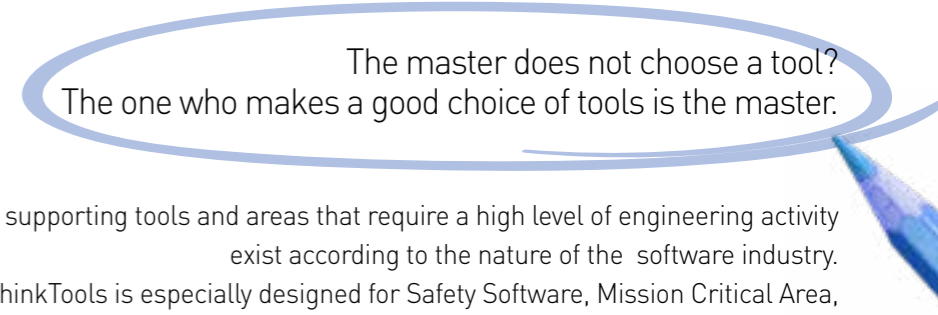 The master does not choose a tool?
The one who makes a good choice of tools is the master.
supporting tools and areas that require a high level of engineering activity
exist according to the nature of the software industry.
hinkTools is especially designed for Safety Software, Mission Critical Area,